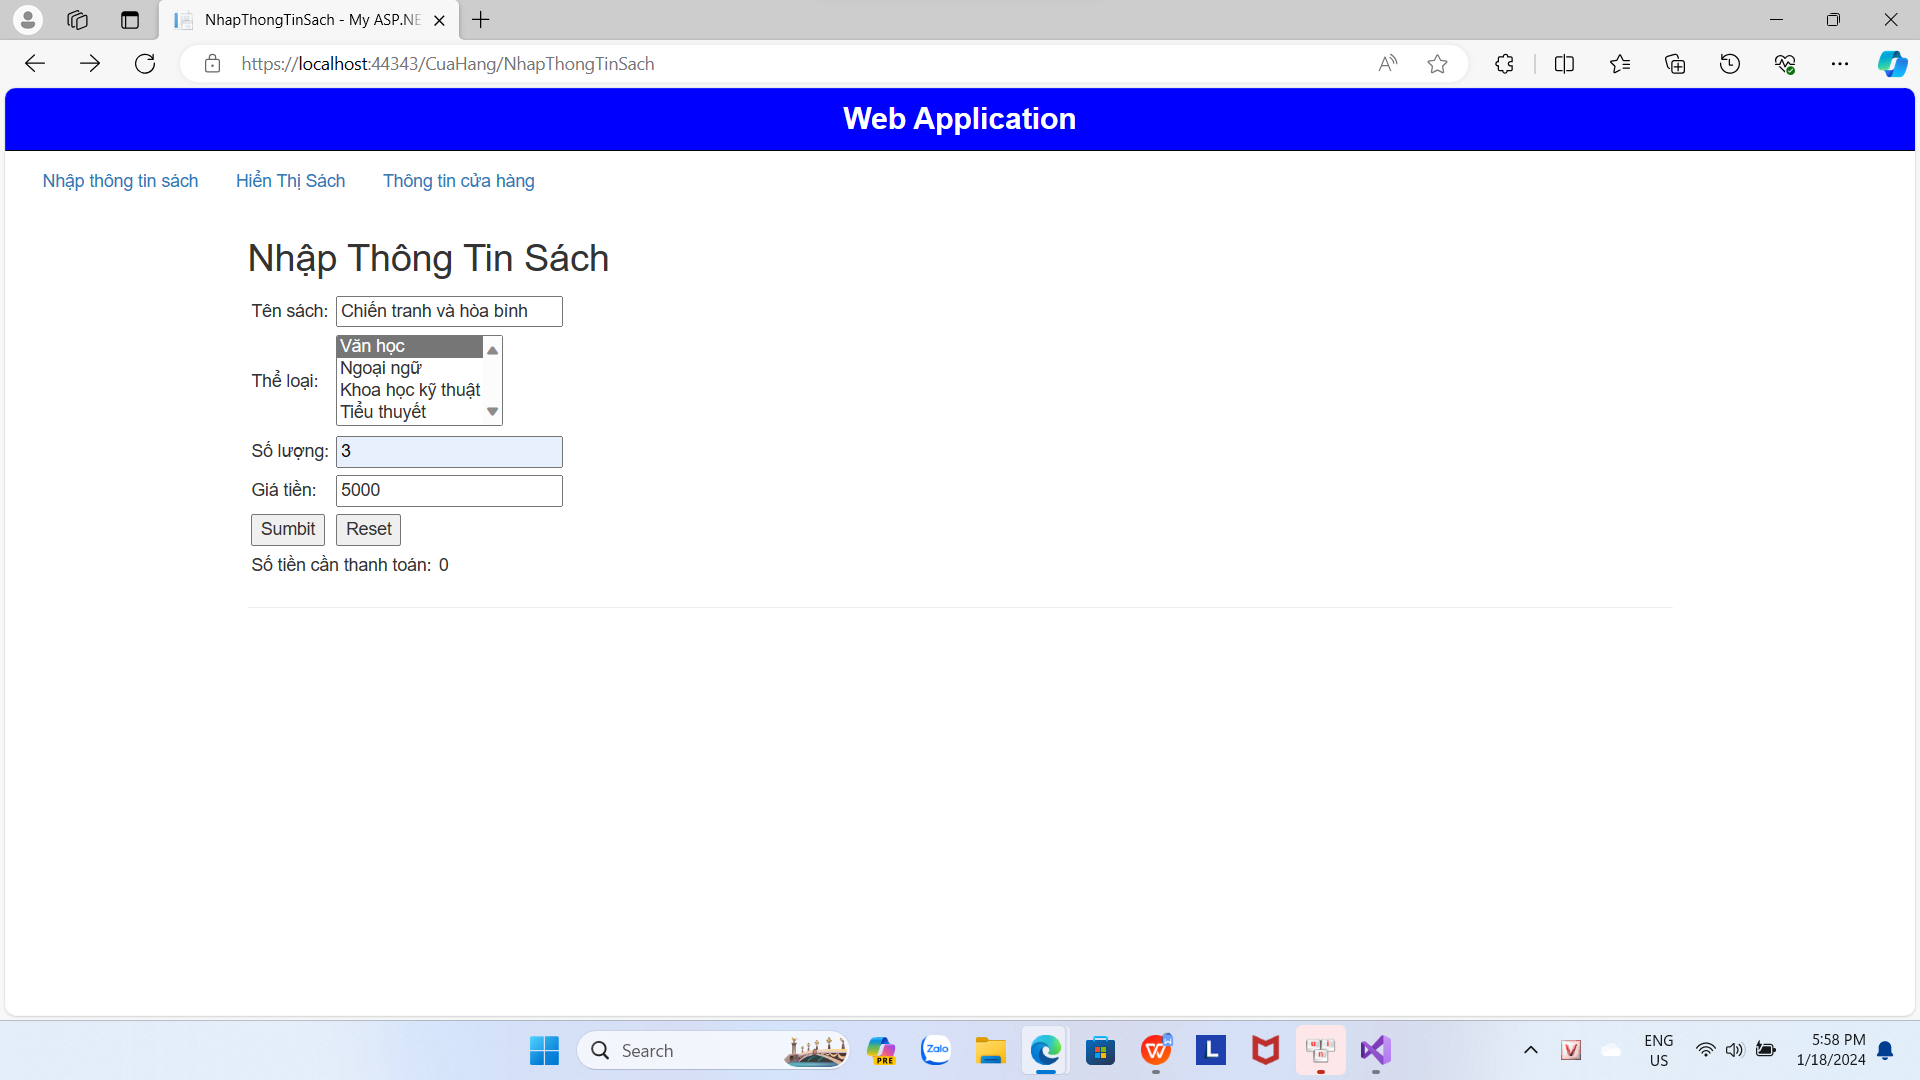 NhapThongTinSach - My ASP.NE
https://localhost:44343/CuaHang/NhapThongTinSach
Web Application
Nhập thông tin sách Hiển Thị Sách Thông tin cửa hàng
Nhập Thông Tin Sách
Tên sách: Chiến tranh và hòa bình
Thể loại:
Văn học
Ngoại ngữ
Khoa học kỹ thuật
Tiểu thuyết
Số lượng: 3
Giá tiền: 5000
Sumbit Reset
Số tiền cần thanh toán: 0
Search
PRE
Zalo
W
L
V
ENG
US
5:58 PM
1/18/2024